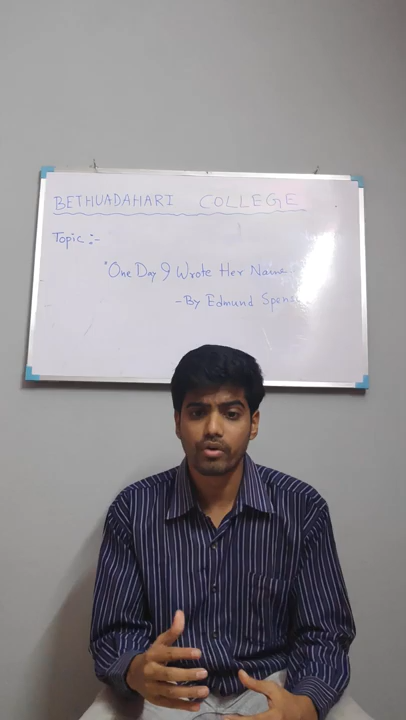 BETHUADAHARI COLLEGE
Topic :-
"One Day I Wrote Her Name
- By Edmund